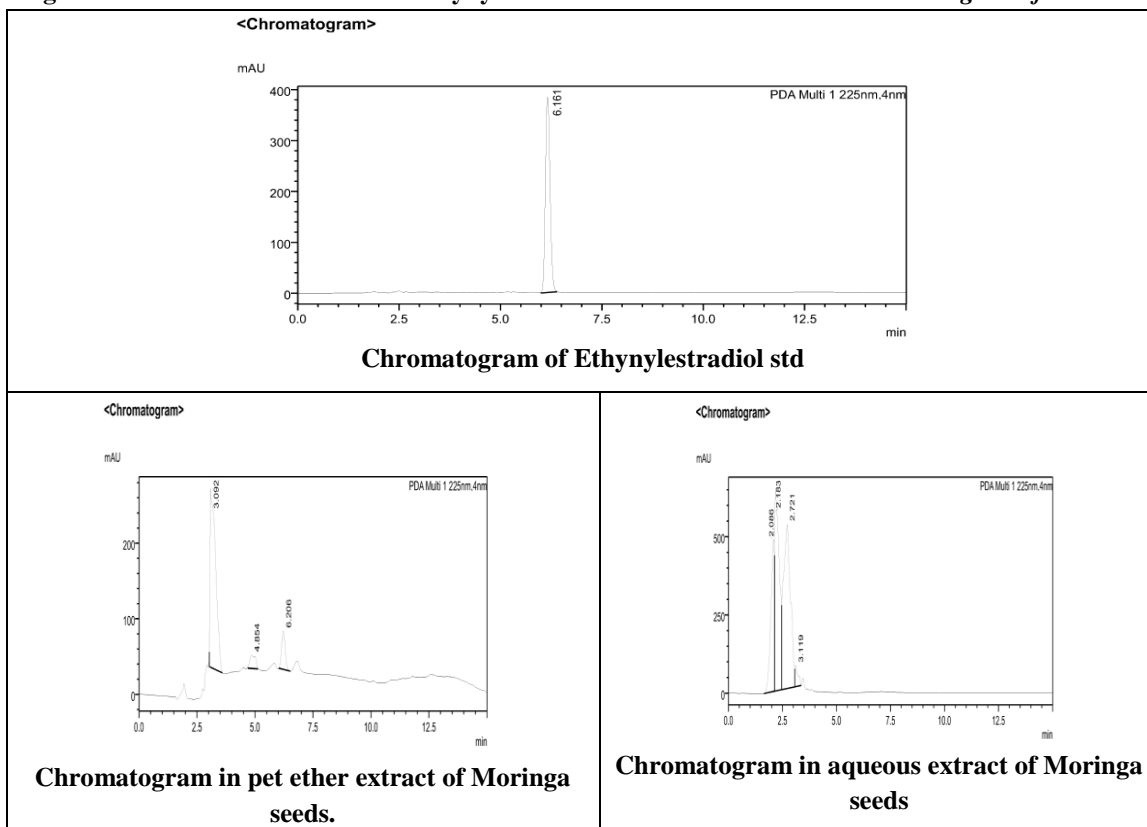 <Chromatogram>
mAU
400
300
200
100
0
6.161
PDA Multi 1 225nm,4nm
0.0 2.5 5.0 7.5 10.0 12.5
min
Chromatogram of Ethynylestradiol std
<Chromatogram>
mAU
PDA Multi 1 225nm,4nm
200
100
0
3.092
4.854
6.206
0.0 2.5 5.0 7.5 10.0 12.5
min
Chromatogram in pet ether extract of Moringa
seeds.
<Chromatogram>
mAU
PDA Multi 1 225nm,4nm
500
250
0
2.086
2.183
2.721
3.119
0.0 2.5 5.0 7.5 10.0 12.5
min
Chromatogram in aqueous extract of Moringa
seeds